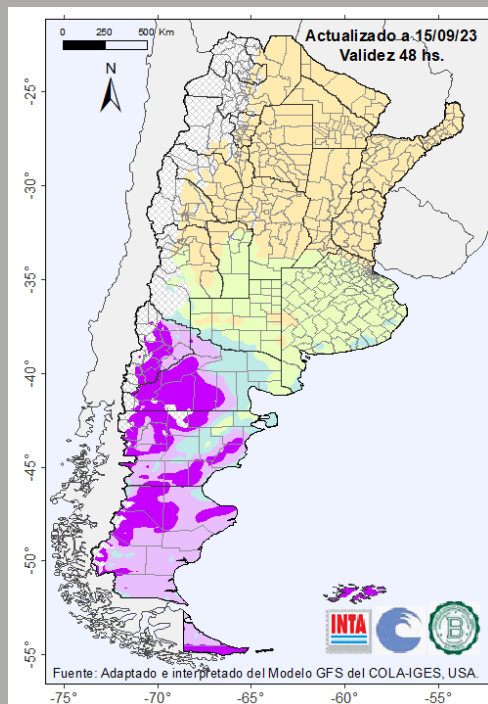 0 250 500 Km
Actualizado a 15/09/23
Validez 48 hs.
N
-25°
-30°
-35°
-40°
-45°
-50°
-55°
INTA
B
Fuente: Adaptado e interpretado del Modelo GFS del COLA-IGES, USA.
-75° -70° -65° -60° -55°